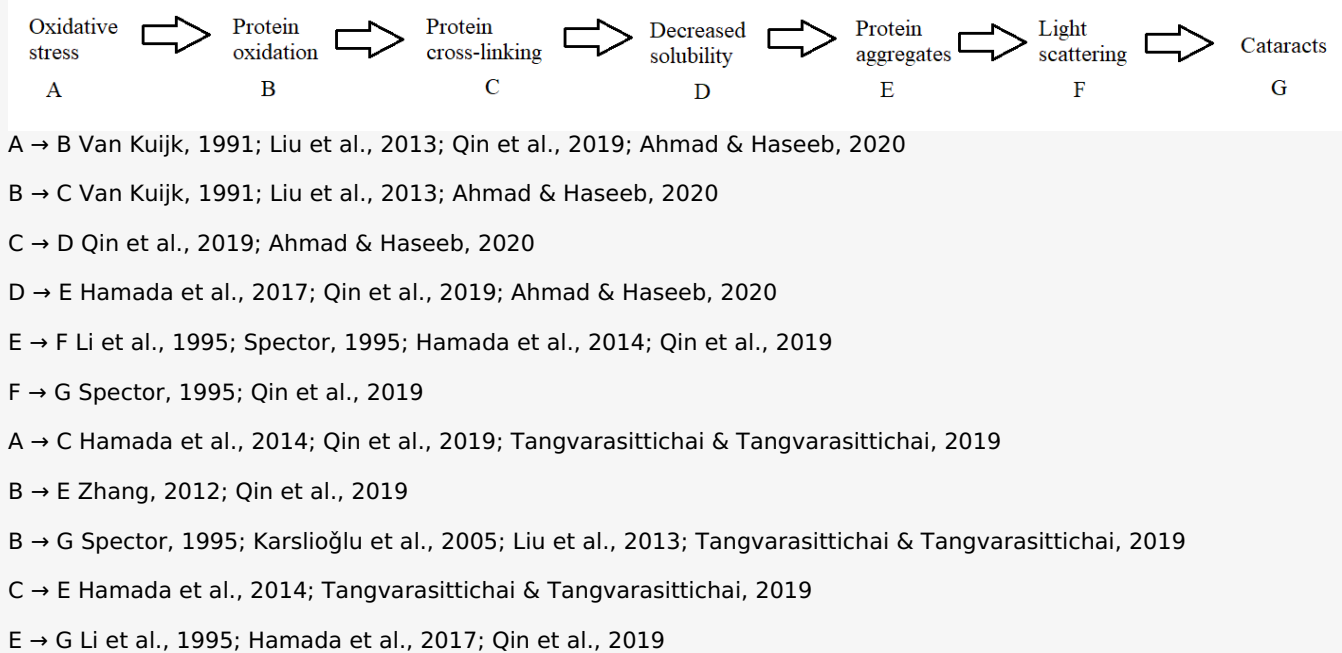 Oxidative stress
Protein oxidation
Protein cross-linking
Decreased solubility
Protein aggregates
Light scattering
Cataracts
A B C D E F G
A → B Van Kuijk, 1991; Liu et al., 2013; Qin et al., 2019; Ahmad & Haseeb, 2020
B → C Van Kuijk, 1991; Liu et al., 2013; Ahmad & Haseeb, 2020
C → D Qin et al., 2019; Ahmad & Haseeb, 2020
D → E Hamada et al., 2017; Qin et al., 2019; Ahmad & Haseeb, 2020
E → F Li et al., 1995; Spector, 1995; Hamada et al., 2014; Qin et al., 2019
F → G Spector, 1995; Qin et al., 2019
A → C Hamada et al., 2014; Qin et al., 2019; Tangvarasittichai & Tangvarasittichai, 2019
B → E Zhang, 2012; Qin et al., 2019
B → G Spector, 1995; Karslioǧlu et al., 2005; Liu et al., 2013; Tangvarasittichai & Tangvarasittichai, 2019
C → E Hamada et al., 2014; Tangvarasittichai & Tangvarasittichai, 2019
E → G Li et al., 1995; Hamada et al., 2017; Qin et al., 2019